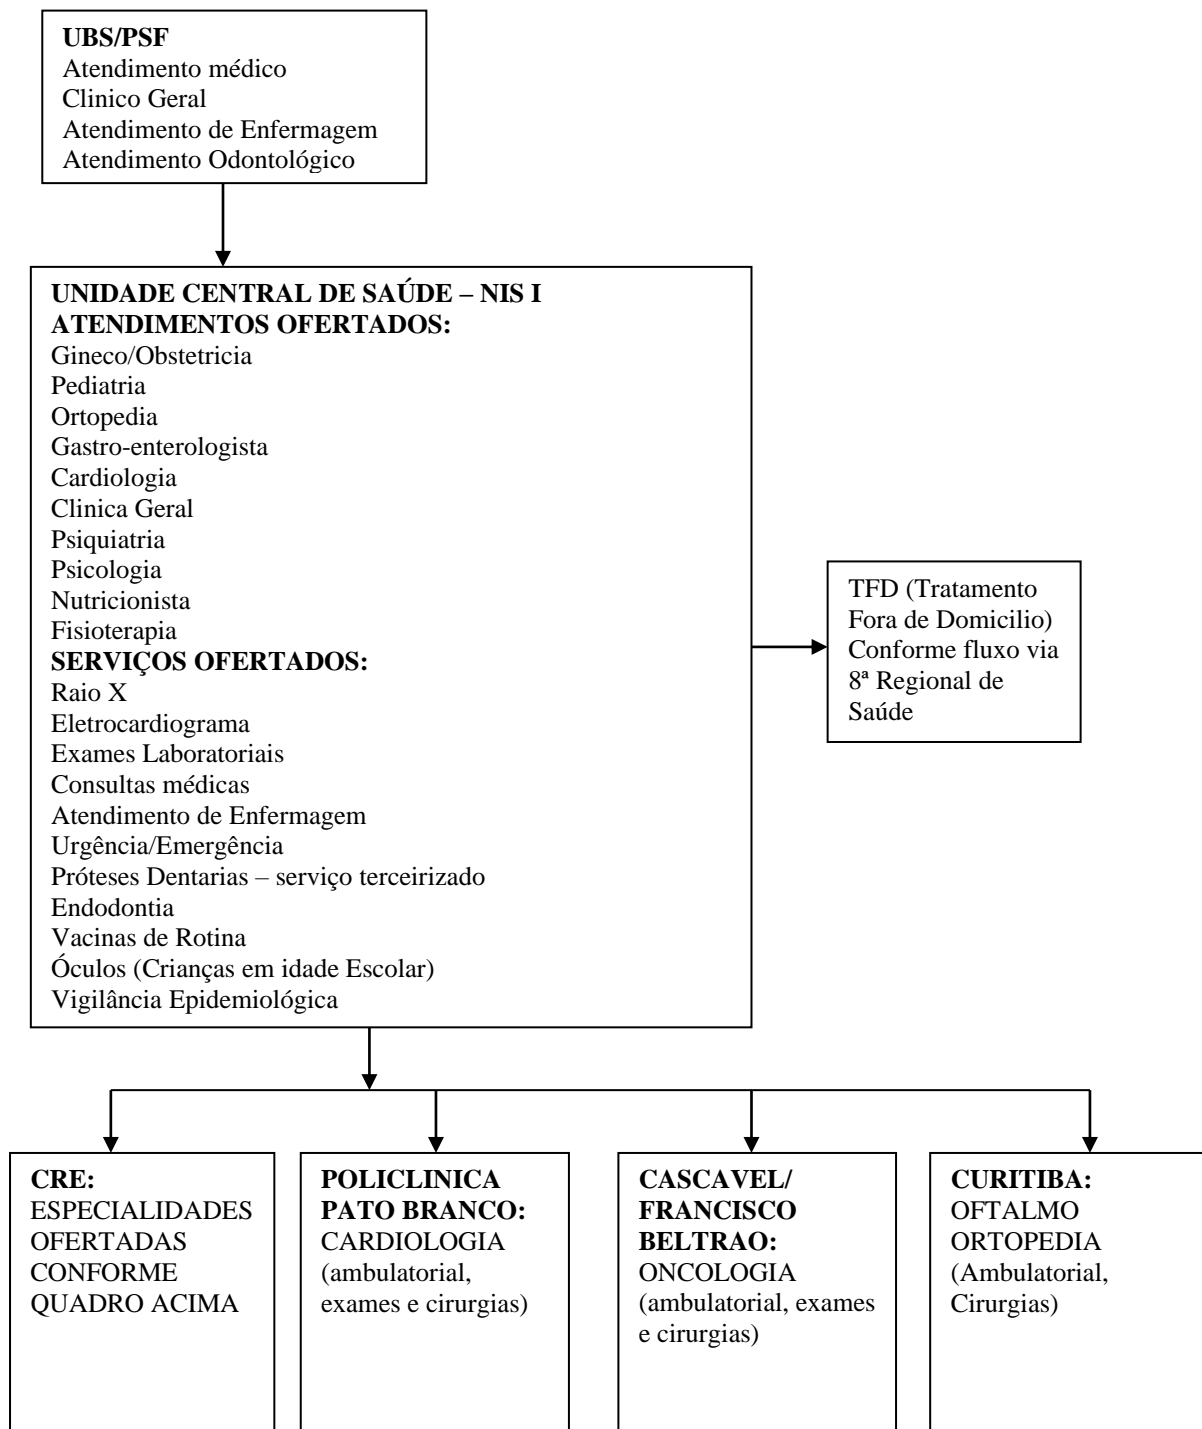 UBS/PSF
Atendimento médico
Clinico Geral
Atendimento de Enfermagem
Atendimento Odontológico
UNIDADE CENTRAL DE SAÚDE – NIS I
ATENDIMENTOS OFERTADOS:
Gineco/Obstetricia
Pediatria
Ortopedia
Gastro-enterologista
Cardiologia
Clinica Geral
Psiquiatria
Psicologia
Nutricionista
Fisioterapia
SERVIÇOS OFERTADOS:
Raio X
Eletrocardiograma
Exames Laboratoriais
Consultas médicas
Atendimento de Enfermagem
Urgência/Emergência
Próteses Dentarias – serviço terceirizado
Endodontia
Vacinas de Rotina
Óculos (Crianças em idade Escolar)
Vigilância Epidemiológica
TFD (Tratamento
Fora de Domicilio)
Conforme fluxo via
8ª Regional de
Saúde
CRE:
ESPECIALIDADES
OFERTADAS
CONFORME
QUADRO ACIMA
POLICLINICA
PATO BRANCO:
CARDIOLOGIA
(ambulatorial,
exames e cirurgias)
CASCAVEL/
FRANCISCO
BELTRAO:
ONCOLOGIA
(ambulatorial, exames
e cirurgias)
CURITIBA:
OFTALMO
ORTOPEDIA
(Ambulatorial,
Cirurgias)